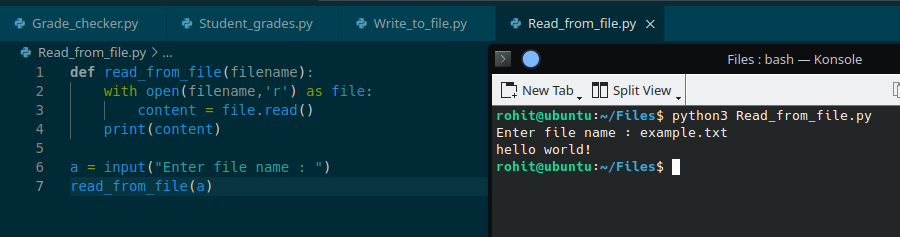 Grade_checker.py Student_grades.py Write_to_file.py Read_from_file.py ×
Read_from_file.py > ...
1 def read_from_file(filename):
2     with open(filename,'r') as file:
3         content = file.read()
4     print(content)
5
6 a = input("Enter file name : ")
7 read_from_file(a)
Files : bash — Konsole
New Tab Split View
rohit@ubuntu:~/Files$ python3 Read_from_file.py
Enter file name : example.txt
hello world!
rohit@ubuntu:~/Files$